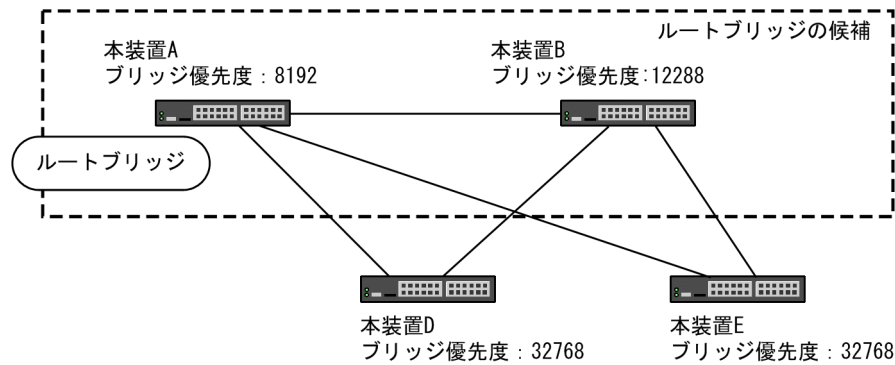 ルートブリッジの候補
本装置A
ブリッジ優先度：8192
本装置B
ブリッジ優先度:12288
ルートブリッジ
本装置D
ブリッジ優先度：32768
本装置E
ブリッジ優先度：32768